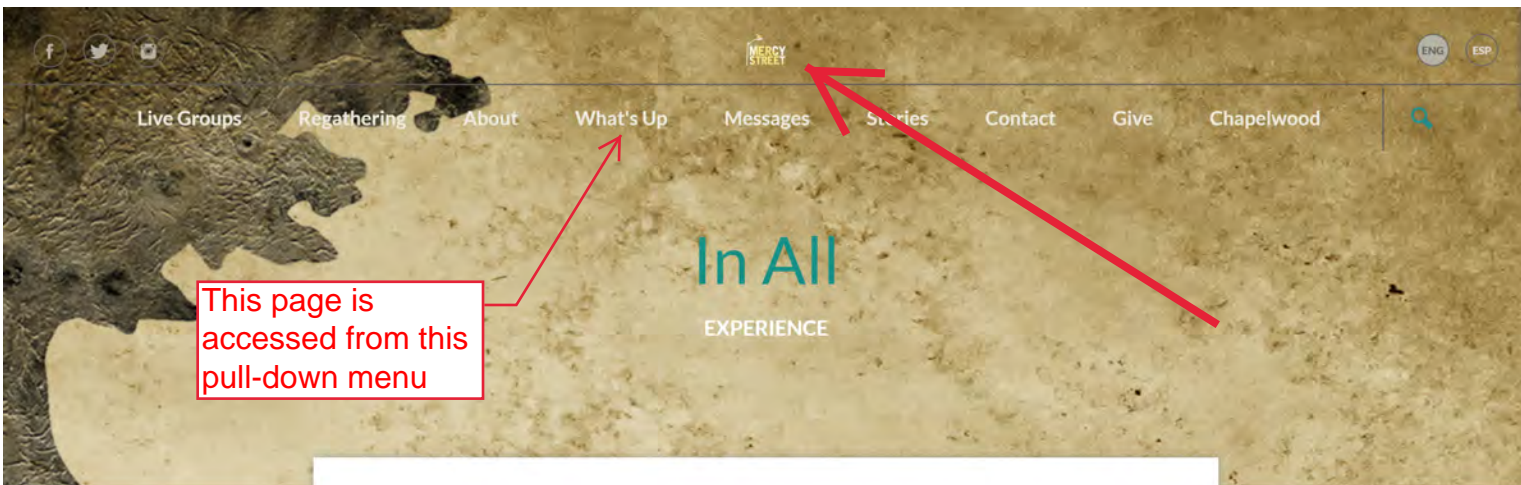 f
MERCY
STREET
ENG ESP
Live Groups Regathering About What's Up Messages Stories Contact Give Chapelwood
In All
EXPERIENCE
This page is
accessed from this
pull-down menu